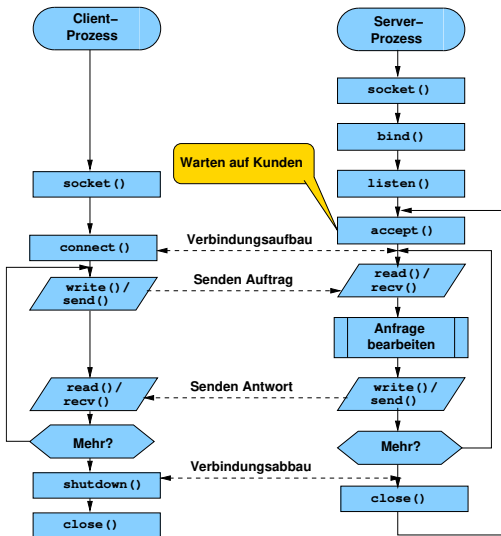 Client–
Prozess
Server–
Prozess
socket()
bind()
Warten auf Kunden
socket()
listen()
accept()
connect()
Verbindungsaufbau
write()/
send()
Senden Auftrag
read()/
recv()
Anfrage
bearbeiten
read()/
recv()
Senden Antwort
write()/
send()
Mehr?
Mehr?
Verbindungsabbau
shutdown()
close()
close()